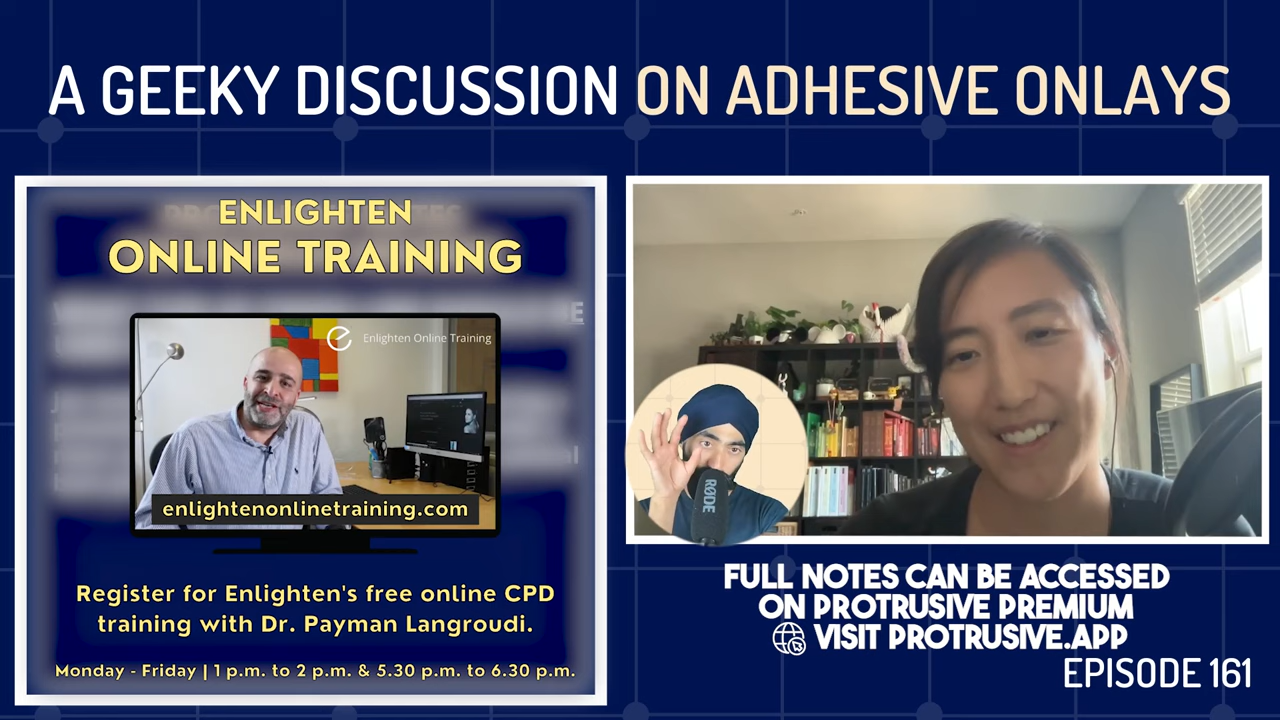 A GEEKY DISCUSSION ON ADHESIVE ONLAYS
ENLIGHTEN
ONLINE TRAINING
Enlighten Online Training
enlightenonlinetraining.com
Register for Enlighten's free online CPD
training with Dr. Payman Langroudi.
Monday - Friday | 1 p.m. to 2 p.m. & 5.30 p.m. to 6.30 p.m.
RØDE
FULL NOTES CAN BE ACCESSED
ON PROTRUSIVE PREMIUM
VISIT PROTRUSIVE.APP
EPISODE 161